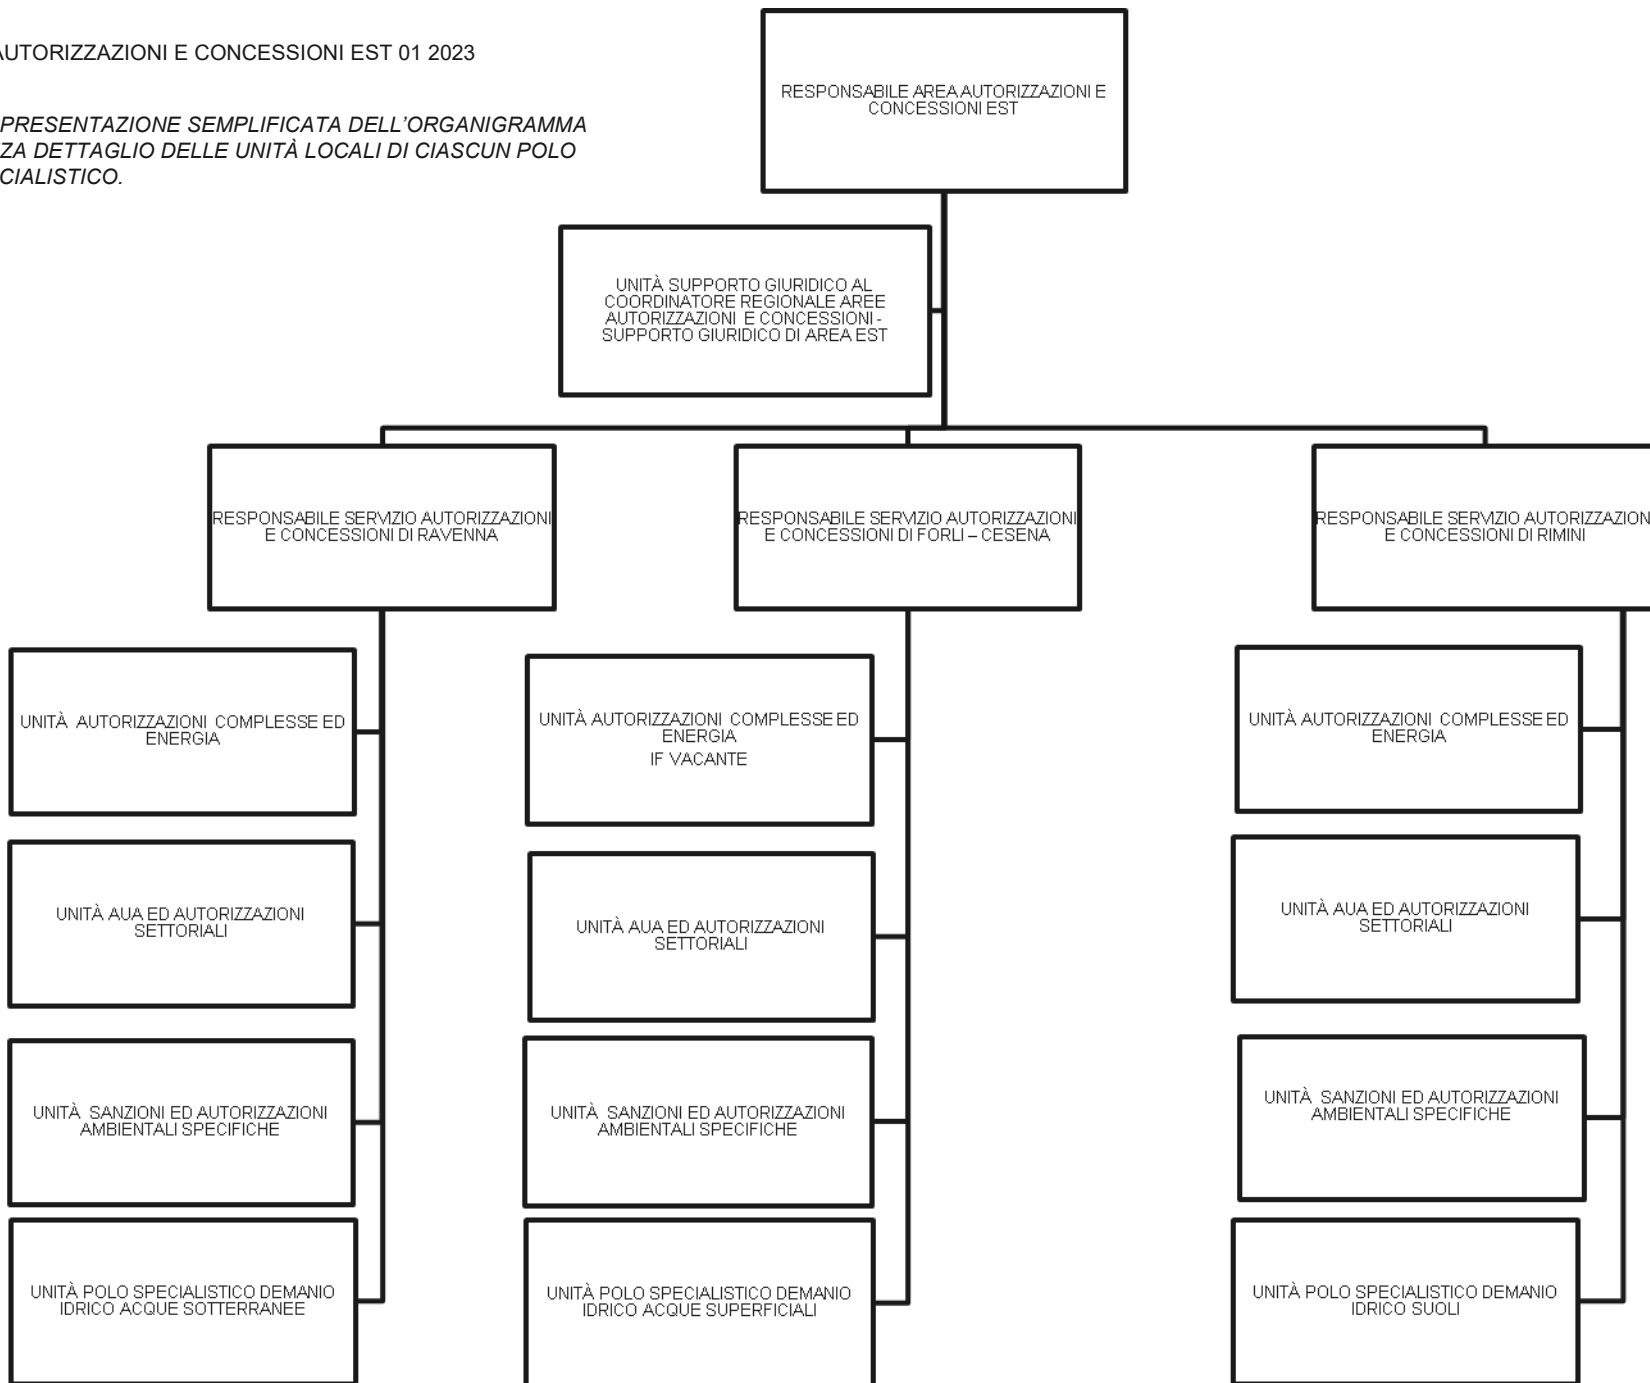 AUTORIZZAZIONI E CONCESSIONI EST 01 2023
PRESENTAZIONE SEMPLIFICATA DELL'ORGANIGRAMMA
ZA DETTAGLIO DELLE UNITÀ LOCALI DI CIASCUN POLO
CIALISTICO.
RESPONSABILE AREA AUTORIZZAZIONI E
CONCESSIONI EST
UNITÀ SUPPORTO GIURIDICO AL
COORDINATORE REGIONALE AREE
AUTORIZZAZIONI E CONCESSIONI -
SUPPORTO GIURIDICO DI AREA EST
RESPONSABILE SERVIZIO AUTORIZZAZIONI
E CONCESSIONI DI RAVENNA
RESPONSABILE SERVIZIO AUTORIZZAZIONI
E CONCESSIONI DI FORLI – CESENA
RESPONSABILE SERVIZIO AUTORIZZAZION
E CONCESSIONI DI RIMINI
UNITÀ AUTORIZZAZIONI COMPLESSE ED
ENERGIA
UNITÀ AUTORIZZAZIONI COMPLESSE ED
ENERGIA
IF VACANTE
UNITÀ AUTORIZZAZIONI COMPLESSE ED
ENERGIA
UNITÀ AUA ED AUTORIZZAZIONI
SETTORIALI
UNITÀ AUA ED AUTORIZZAZIONI
SETTORIALI
UNITÀ AUA ED AUTORIZZAZIONI
SETTORIALI
UNITÀ SANZIONI ED AUTORIZZAZIONI
AMBIENTALI SPECIFICHE
UNITÀ SANZIONI ED AUTORIZZAZIONI
AMBIENTALI SPECIFICHE
UNITÀ SANZIONI ED AUTORIZZAZIONI
AMBIENTALI SPECIFICHE
UNITÀ POLO SPECIALISTICO DEMANIO
IDRICO ACQUE SOTTERRANEE
UNITÀ POLO SPECIALISTICO DEMANIO
IDRICO ACQUE SUPERFICIALI
UNITÀ POLO SPECIALISTICO DEMANIO
IDRICO SUOLI